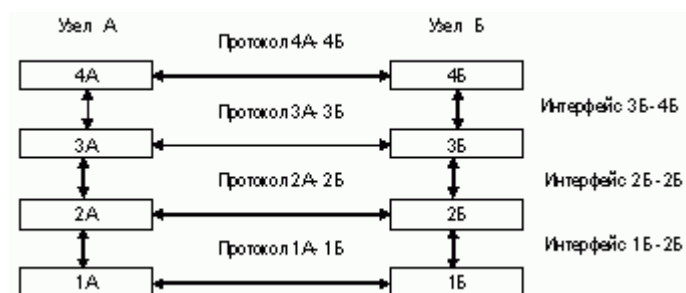 Узел А Узел Б
Протокол 4А- 4Б
4А 4Б
Интерфейс 3Б- 4Б
Протокол 3А- 3Б
3А 3Б
Протокол 2А- 2Б Интерфейс 2Б - 2Б
2А 2Б
Протокол 1А- 1Б Интерфейс 1Б - 2Б
1А 1Б